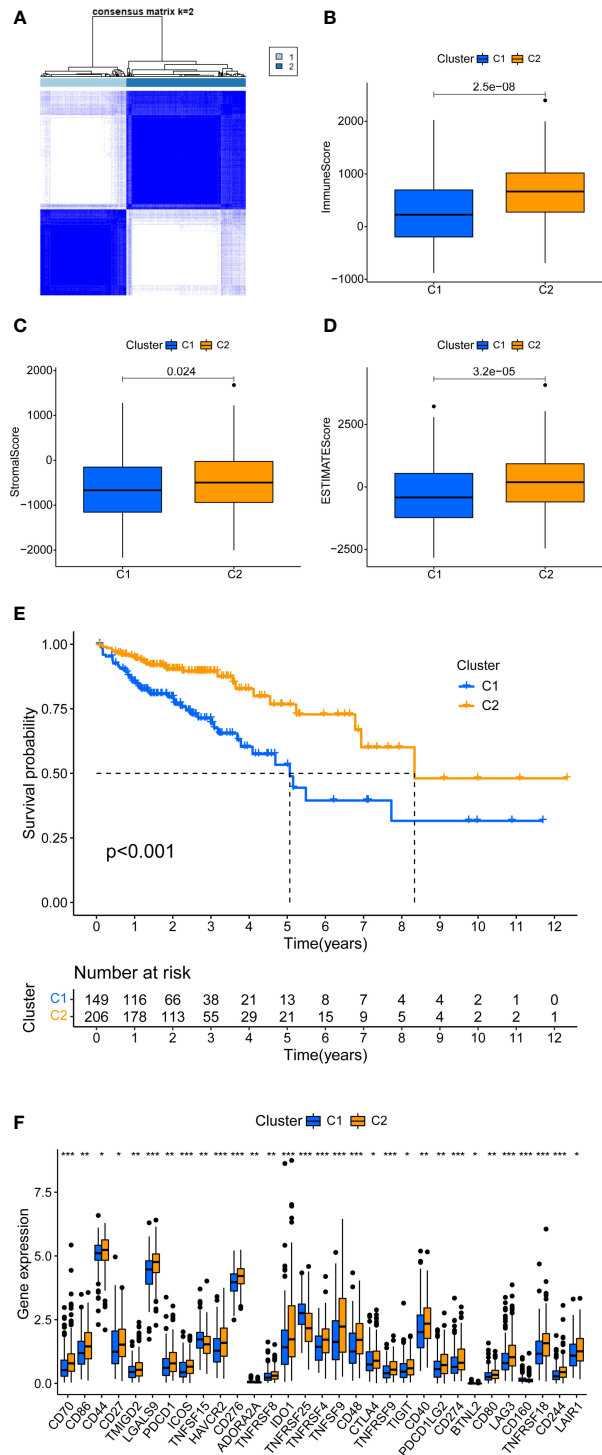 A
consensus matrix k=2
1
2
B
Cluster C1 C2
2.5e−08
ImmuneScore
2000
1000
0
−1000
C1 C2
C
Cluster C1 C2
0.024
StromalScore
2000
1000
0
−1000
−2000
C1 C2
D
Cluster C1 C2
3.2e−05
ESTIMATEScore
2500
0
−2500
C1 C2
E
Survival probability
1.00
0.75
0.50
0.25
0.00
Cluster
C1
C2
p<0.001
0 1 2 3 4 5 6 7 8 9 10 11 12
Time(years)
Number at risk
Cluster
C1 149 116 66 38 21 13 8 7 4 4 2 1 0
C2 206 178 113 55 29 21 15 9 5 4 2 2 1
0 1 2 3 4 5 6 7 8 9 10 11 12
Time(years)
F
Cluster C1 C2
*** ** * * ** *** ** ** ** *** *** ** ** *** *** *** *** *** * *** * ** ** *** * ** *** *** *** *** *
Gene expression
7.5
5.0
2.5
0.0
CD70 CD86 CD44 CD27 TMIGD2 LGALS9 PDCD1 ICOS TNFSF15 HAVCR2 CD276 ADORA2A TNFRSF8 IDO1 TNFRSF25 TNFRSF4 TNFSF9 CD48 CTLA4 TNFRSF9 TIGIT CD40 PDCD1LG2 CD274 BTNL2 CD80 LAG3 CD160 TNFRSF18 CD244 LAIR1